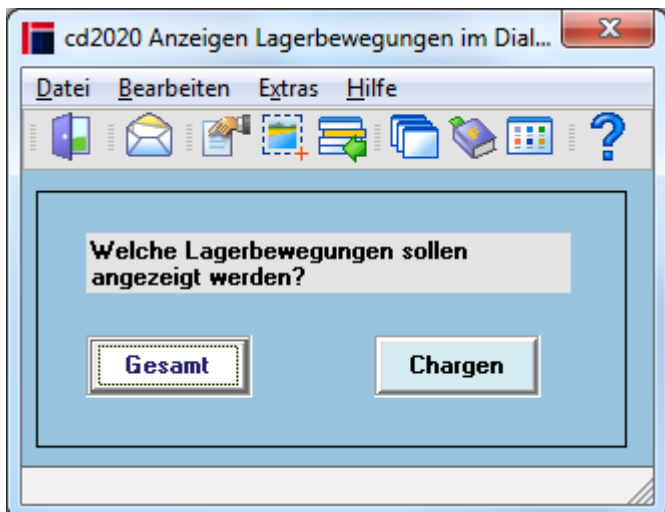 cd2020 Anzeigen Lagerbewegungen im Dial...
Datei Bearbeiten Extras Hilfe
Welche Lagerbewegungen sollen
angezeigt werden?
Gesamt Chargen